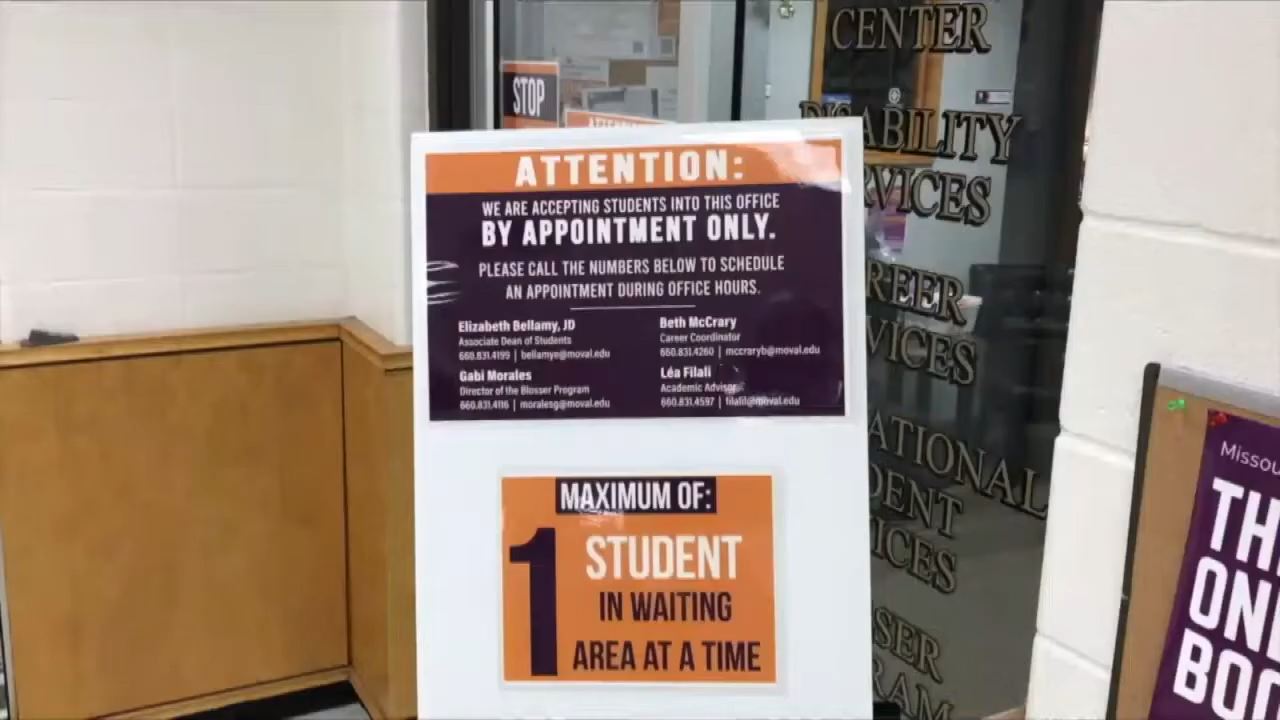 CENTER
DISABILITY
STOP
ATTENTION:
WE ARE ACCEPTING STUDENTS INTO THIS OFFICE
BY APPOINTMENT ONLY.
PLEASE CALL THE NUMBERS BELOW TO SCHEDULE
AN APPOINTMENT DURING OFFICE HOURS.
Elizabeth Bellamy, JD
Associate Dean of Students
660.831.4199 | bellamye@moval.edu
Beth McCrary
Career Coordinator
660.831.4260 | mccraryb@moval.edu
Gabi Morales
Director of the Blosser Program
660.831.4116 | moralesg@moval.edu
Léa Filali
Academic Advisor
660.831.4597 | filalil@moval.edu
MAXIMUM OF:
1 STUDENT
IN WAITING
AREA AT A TIME
RVICES
REER
VICES
ATIONAL
DENT
ICES
SER
RAM
Missou
TH
ONE
BOO